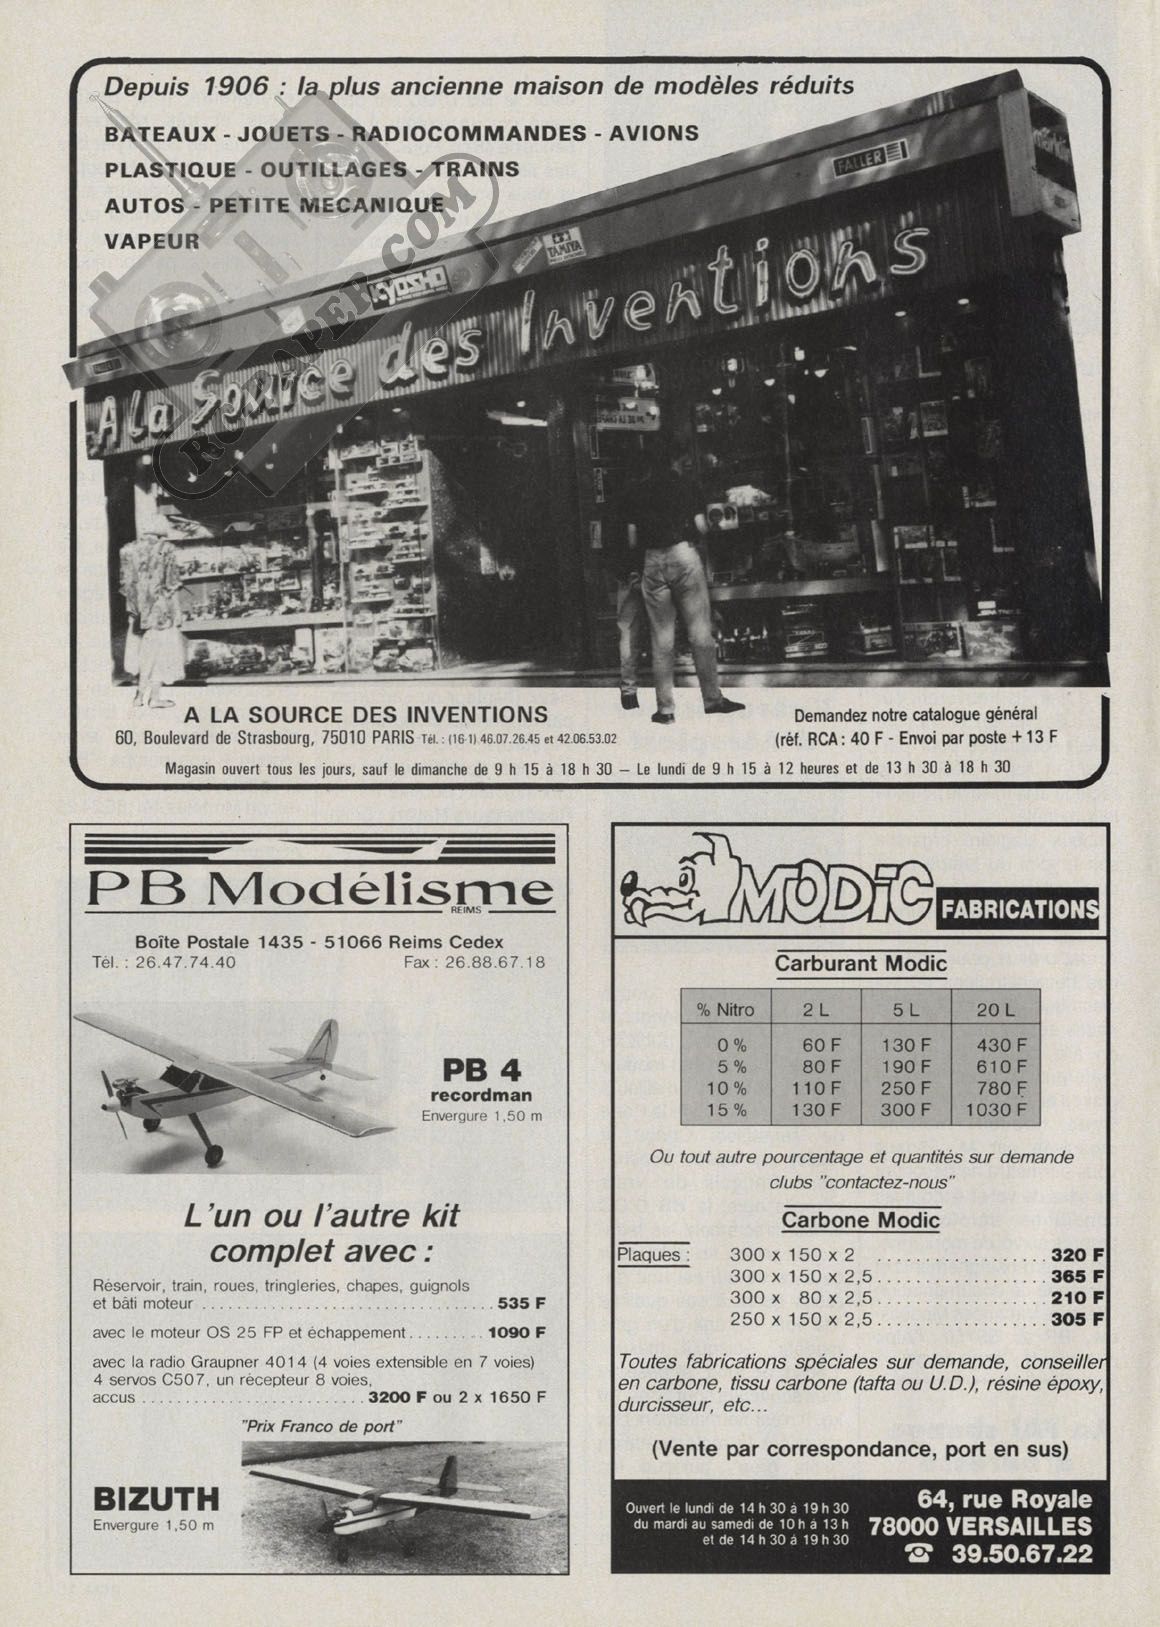 Depuis 1906 : la plus ancienne maison de modèles réduits
BATEAUX - JOUETS - RADIOCOMMANDES - AVIONS
PLASTIQUE - OUTILLAGES - TRAINS
AUTOS - PETITE MECANIQUE
VAPEUR
FALLER
TAMIYA
KYOSHO
A la Source des Inventions
RCSCRAPER.COM
A LA SOURCE DES INVENTIONS
60, Boulevard de Strasbourg, 75010 PARIS Tél. : (16-1) 46.07.26.45 et 42.06.53.02
Demandez notre catalogue général
(réf. RCA : 40 F - Envoi par poste + 13 F
Magasin ouvert tous les jours, sauf le dimanche de 9 h 15 à 18 h 30 – Le lundi de 9 h 15 à 12 heures et de 13 h 30 à 18 h 30
PB Modélisme
REIMS
Boîte Postale 1435 - 51066 Reims Cedex
Tél. : 26.47.74.40 Fax : 26.88.67.18
PB 4
recordman
Envergure 1,50 m
L'un ou l'autre kit
complet avec :
Réservoir, train, roues, tringleries, chapes, guignols
et bâti moteur .............................. 535 F
avec le moteur OS 25 FP et échappement......... 1090 F
avec la radio Graupner 4014 (4 voies extensible en 7 voies)
4 servos C507, un récepteur 8 voies,
accus ......................... 3200 F ou 2 x 1650 F
"Prix Franco de port"
BIZUTH
Envergure 1,50 m
MODIC
FABRICATIONS
Carburant Modic
% Nitro 2 L 5 L 20 L
0 % 60 F 130 F 430 F
5 % 80 F 190 F 610 F
10 % 110 F 250 F 780 F
15 % 130 F 300 F 1030 F
Ou tout autre pourcentage et quantités sur demande
clubs "contactez-nous"
Carbone Modic
Plaques : 300 x 150 x 2 .................. 320 F
300 x 150 x 2,5.................. 365 F
300 x 80 x 2,5.................. 210 F
250 x 150 x 2,5.................. 305 F
Toutes fabrications spéciales sur demande, conseiller
en carbone, tissu carbone (tafta ou U.D.), résine époxy,
durcisseur, etc...
(Vente par correspondance, port en sus)
Ouvert le lundi de 14 h 30 à 19 h 30
du mardi au samedi de 10 h à 13 h
et de 14 h 30 à 19 h 30
64, rue Royale
78000 VERSAILLES
☎ 39.50.67.22